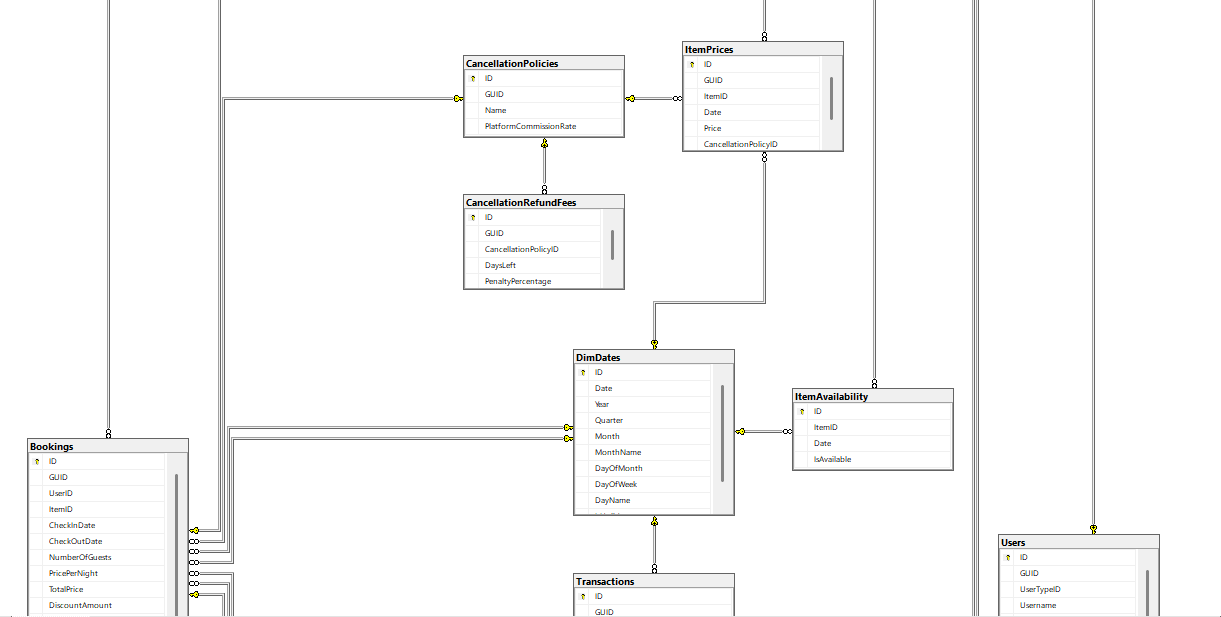 ItemPrices
ID
GUID
ItemID
Date
Price
CancellationPolicyID
CancellationPolicies
ID
GUID
Name
PlatformCommissionRate
CancellationRefundFees
ID
GUID
CancellationPolicyID
DaysLeft
PenaltyPercentage
DimDates
ID
Date
Year
Quarter
Month
MonthName
DayOfMonth
DayOfWeek
DayName
ItemAvailability
ID
ItemID
Date
IsAvailable
Bookings
ID
GUID
UserID
ItemID
CheckInDate
CheckOutDate
NumberOfGuests
PricePerNight
TotalPrice
DiscountAmount
Transactions
ID
GUID
Users
ID
GUID
UserTypeID
Username